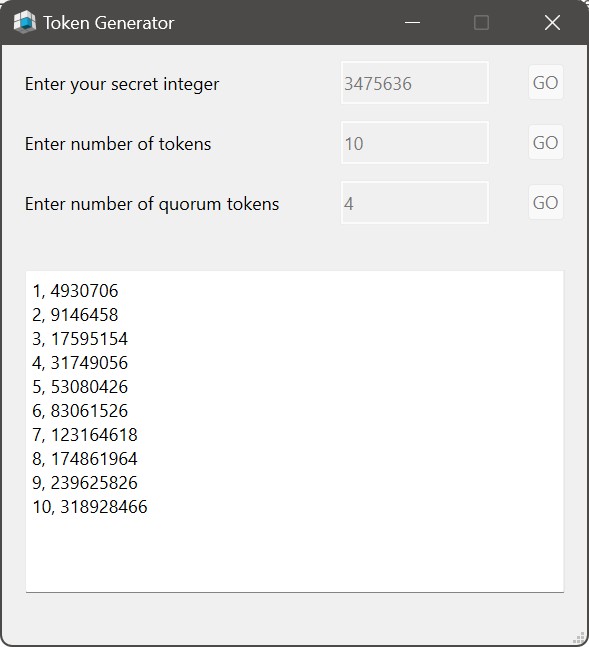 Token Generator
Enter your secret integer 3475636 GO
Enter number of tokens 10 GO
Enter number of quorum tokens 4 GO
1, 4930706
2, 9146458
3, 17595154
4, 31749056
5, 53080426
6, 83061526
7, 123164618
8, 174861964
9, 239625826
10, 318928466